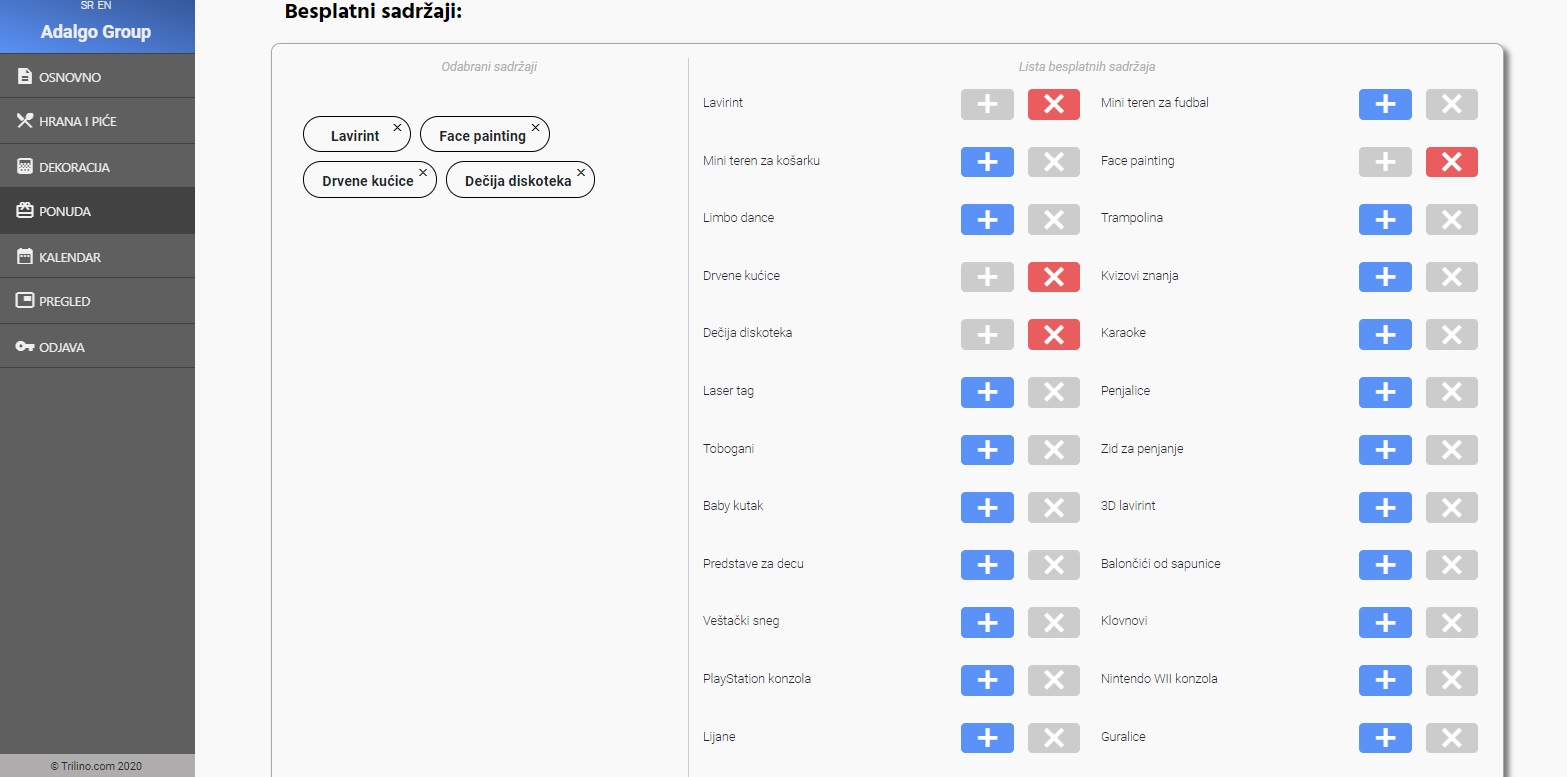 SR EN
Adalgo Group
OSNOVNO
HRANA I PIĆE
DEKORACIJA
PONUDA
KALENDAR
PREGLED
ODJAVA
© Trilino.com 2020
Besplatni sadržaji:
Odabrani sadržaji
Lavirint
Face painting
Drvene kućice
Dečija diskoteka
Lista besplatnih sadržaja
Lavirint
Mini teren za fudbal
Mini teren za košarku
Face painting
Limbo dance
Trampolina
Drvene kućice
Kvizovi znanja
Dečija diskoteka
Karaoke
Laser tag
Penjalice
Tobogani
Zid za penjanje
Baby kutak
3D lavirint
Predstave za decu
Balončići od sapunice
Veštački sneg
Klovnovi
PlayStation konzola
Nintendo WII konzola
Lijane
Guralice